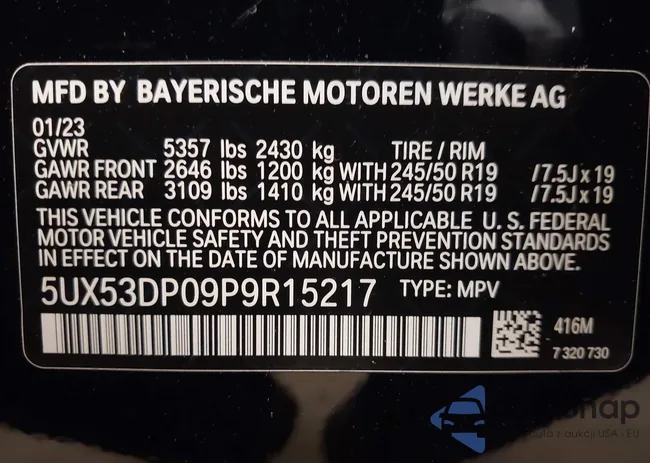 MFD BY BAYERISCHE MOTOREN WERKE AG
01/23
GVWR 5357 lbs 2430 kg TIRE / RIM
GAWR FRONT 2646 lbs 1200 kg WITH 245/50 R19 /7.5J x 19
GAWR REAR 3109 lbs 1410 kg WITH 245/50 R19 /7.5J x 19
THIS VEHICLE CONFORMS TO ALL APPLICABLE U. S. FEDERAL
MOTOR VEHICLE SAFETY AND THEFT PREVENTION STANDARDS
IN EFFECT ON THE DATE OF MANUFACTURE SHOWN ABOVE.
5UX53DP09P9R15217 TYPE: MPV
416M
7 320 730
z aukcji USA - EU